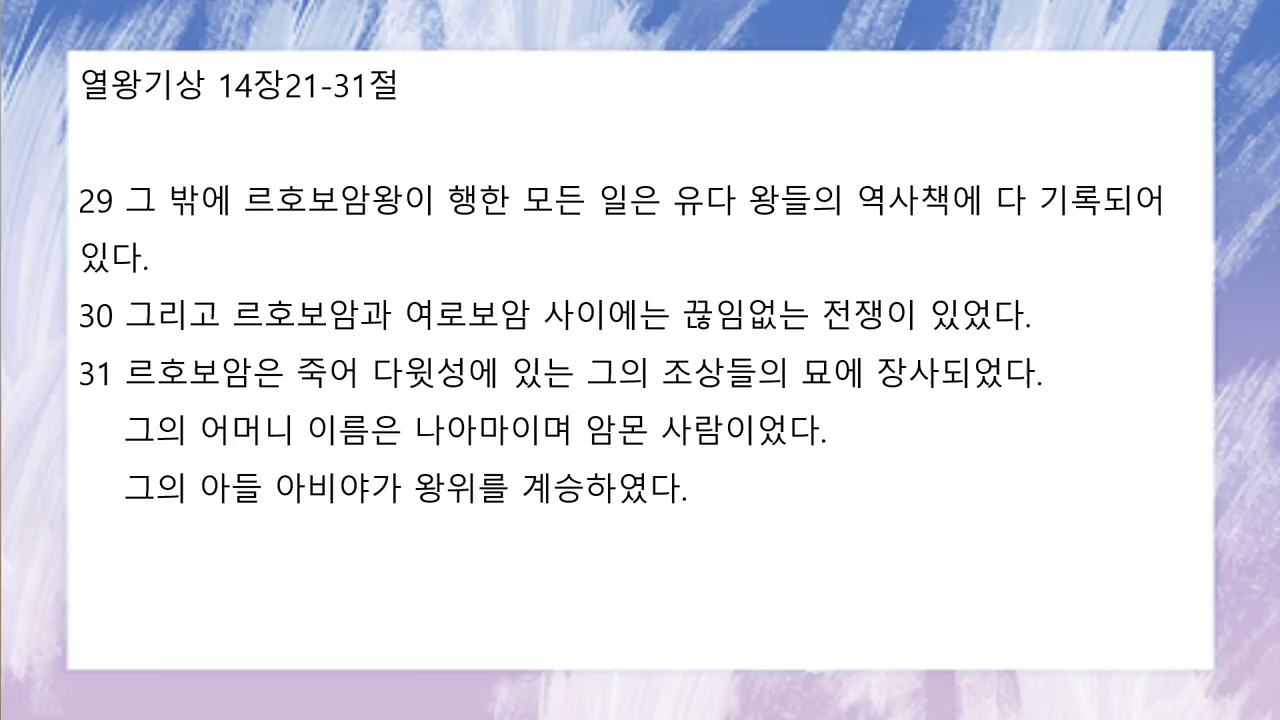 열왕기상 14장21-31절
29 그 밖에 르호보암왕이 행한 모든 일은 유다 왕들의 역사책에 다 기록되어
있다.
30 그리고 르호보암과 여로보암 사이에는 끊임없는 전쟁이 있었다.
31 르호보암은 죽어 다윗성에 있는 그의 조상들의 묘에 장사되었다.
그의 어머니 이름은 나아마이며 암몬 사람이었다.
그의 아들 아비야가 왕위를 계승하였다.